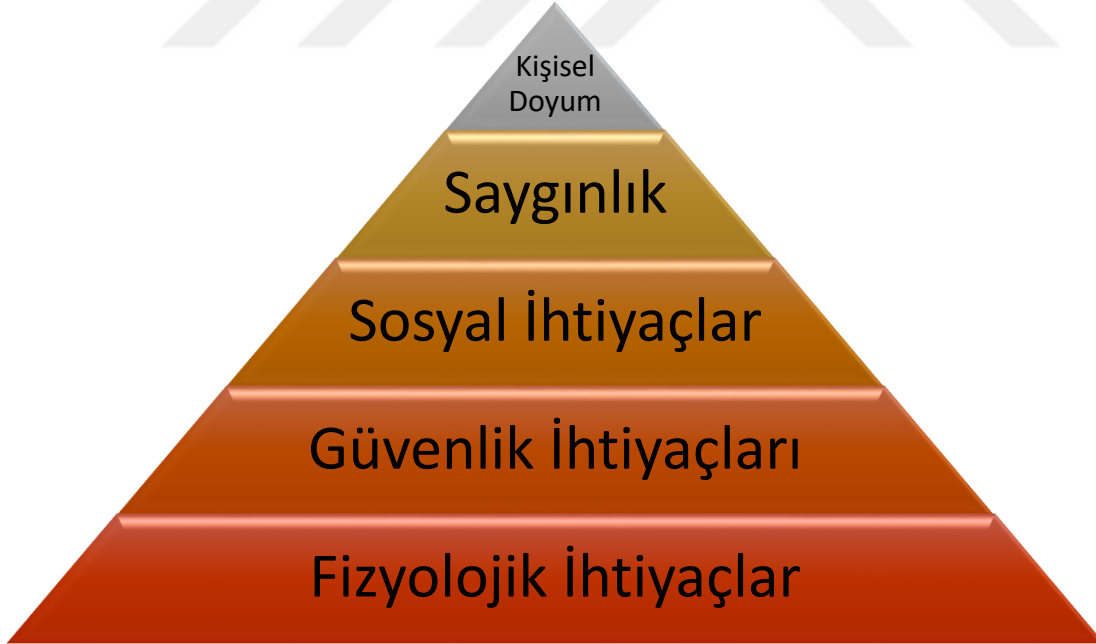 Kişisel
Doyum
Saygınlık
Sosyal İhtiyaçlar
Güvenlik İhtiyaçları
Fizyolojik İhtiyaçlar